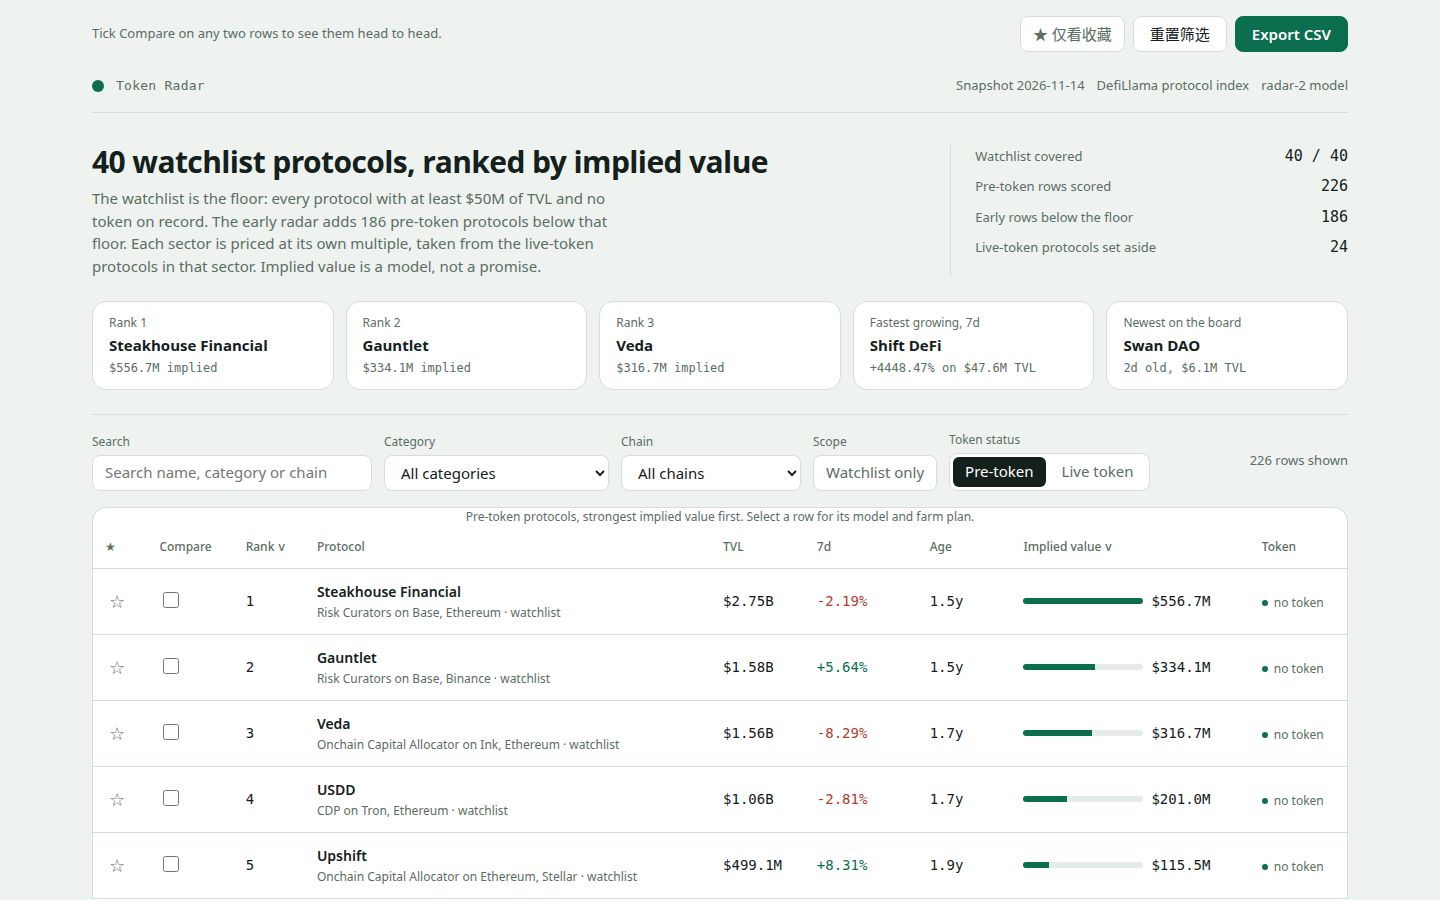 Tick Compare on any two rows to see them head to head.
★ 仅看收藏
重置筛选
Export CSV
Token Radar
Snapshot 2026-11-14 DefiLlama protocol index radar-2 model
40 watchlist protocols, ranked by implied value
The watchlist is the floor: every protocol with at least $50M of TVL and no
token on record. The early radar adds 186 pre-token protocols below that
floor. Each sector is priced at its own multiple, taken from the live-token
protocols in that sector. Implied value is a model, not a promise.
Watchlist covered 40 / 40
Pre-token rows scored 226
Early rows below the floor 186
Live-token protocols set aside 24
Rank 1
Steakhouse Financial
$556.7M implied
Rank 2
Gauntlet
$334.1M implied
Rank 3
Veda
$316.7M implied
Fastest growing, 7d
Shift DeFi
+4448.47% on $47.6M TVL
Newest on the board
Swan DAO
2d old, $6.1M TVL
Search
Search name, category or chain
Category
All categories
Chain
All chains
Scope
Watchlist only
Token status
Pre-token Live token
226 rows shown
Pre-token protocols, strongest implied value first. Select a row for its model and farm plan.
★ Compare Rank v Protocol TVL 7d Age Implied value v Token
☆ 1 Steakhouse Financial $2.75B -2.19% 1.5y $556.7M no token
Risk Curators on Base, Ethereum · watchlist
☆ 2 Gauntlet $1.58B +5.64% 1.5y $334.1M no token
Risk Curators on Base, Binance · watchlist
☆ 3 Veda $1.56B -8.29% 1.7y $316.7M no token
Onchain Capital Allocator on Ink, Ethereum · watchlist
☆ 4 USDD $1.06B -2.81% 1.7y $201.0M no token
CDP on Tron, Ethereum · watchlist
☆ 5 Upshift $499.1M +8.31% 1.9y $115.5M no token
Onchain Capital Allocator on Ethereum, Stellar · watchlist